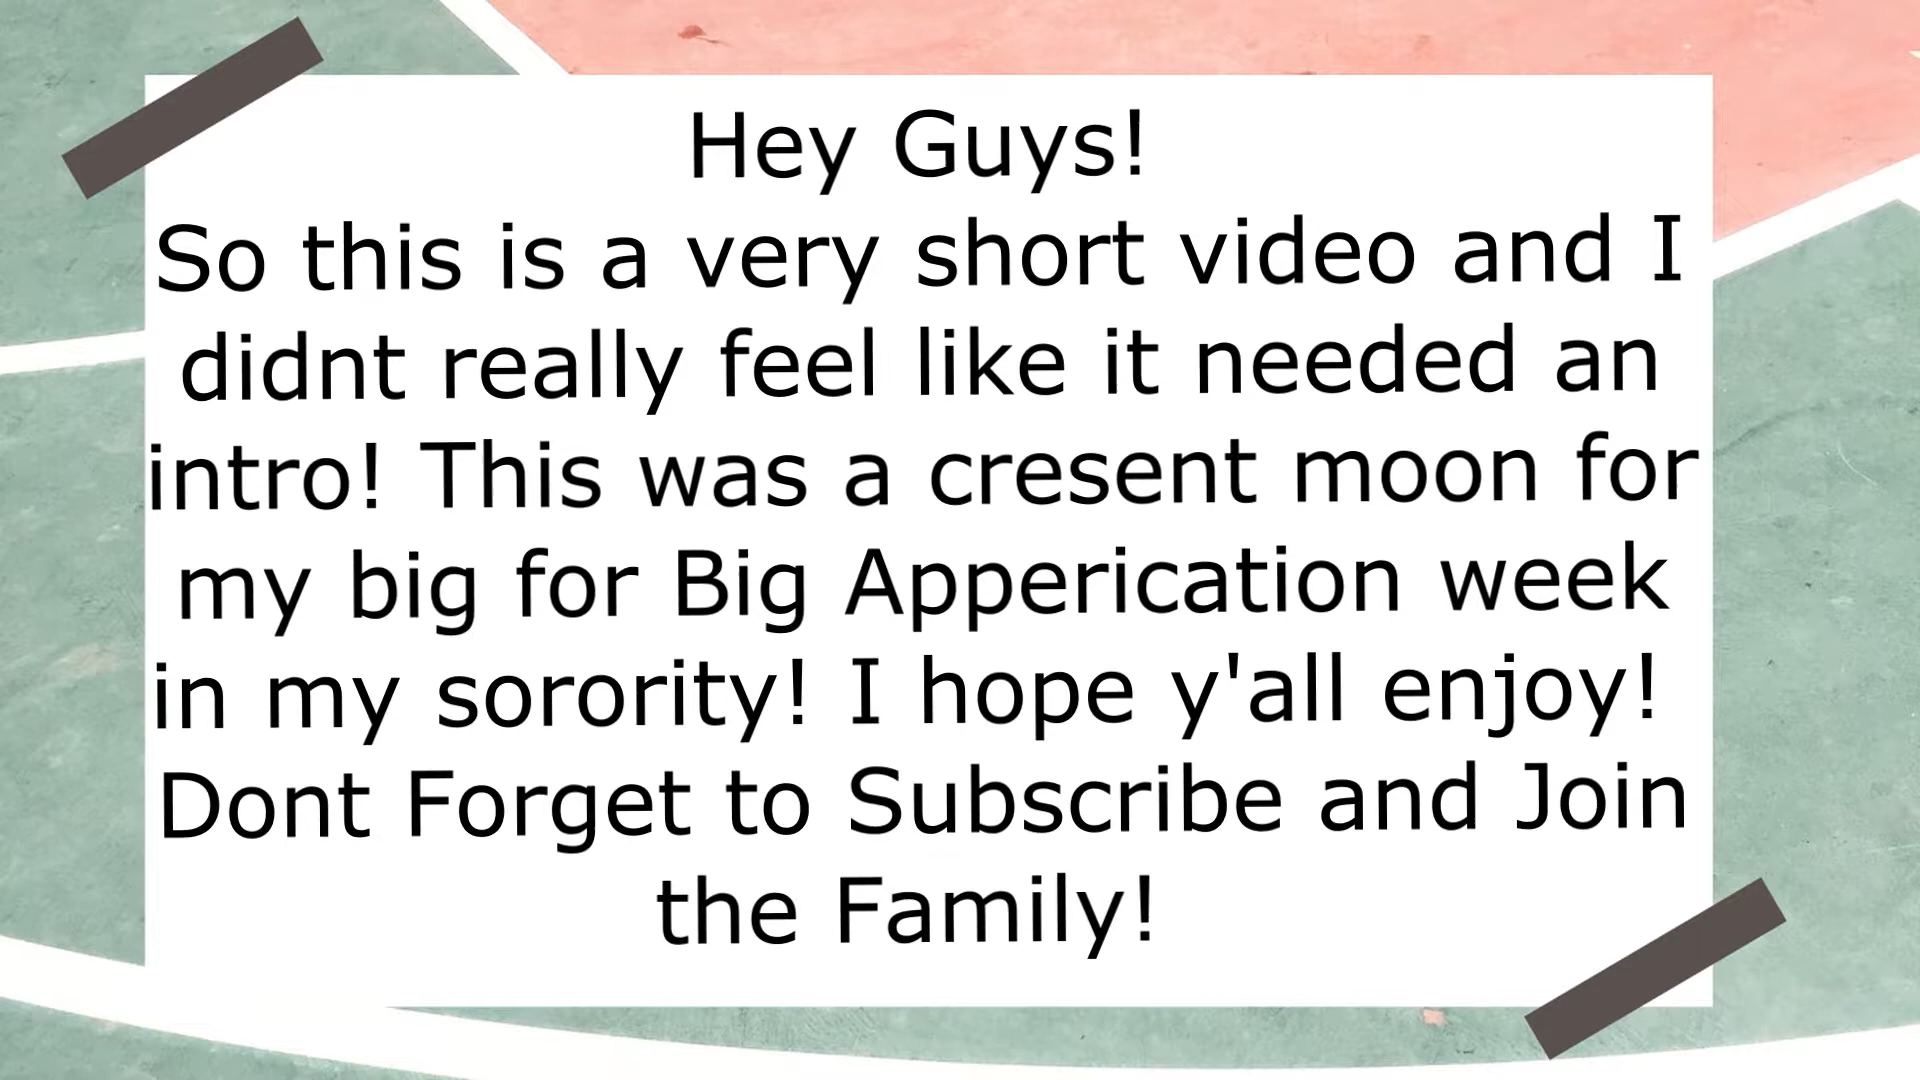 Hey Guys!
So this is a very short video and I
didnt really feel like it needed an
intro! This was a cresent moon for
my big for Big Apperication week
in my sorority! I hope y'all enjoy!
Dont Forget to Subscribe and Join
the Family!